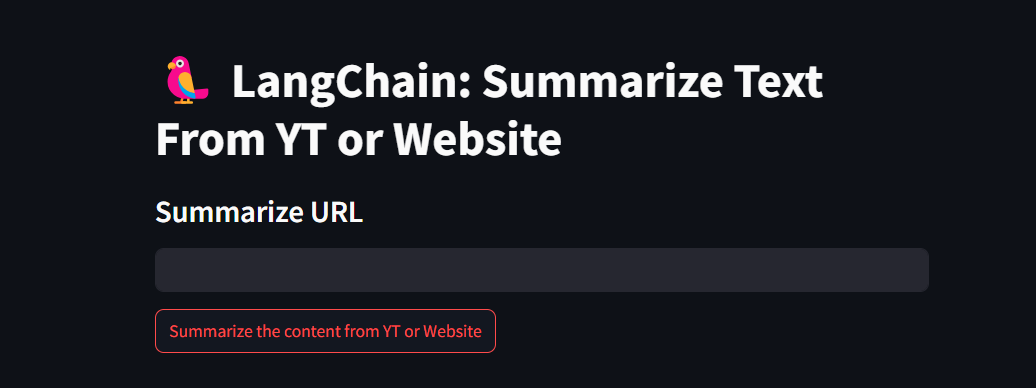 🦜 LangChain: Summarize Text
From YT or Website
Summarize URL
Summarize the content from YT or Website